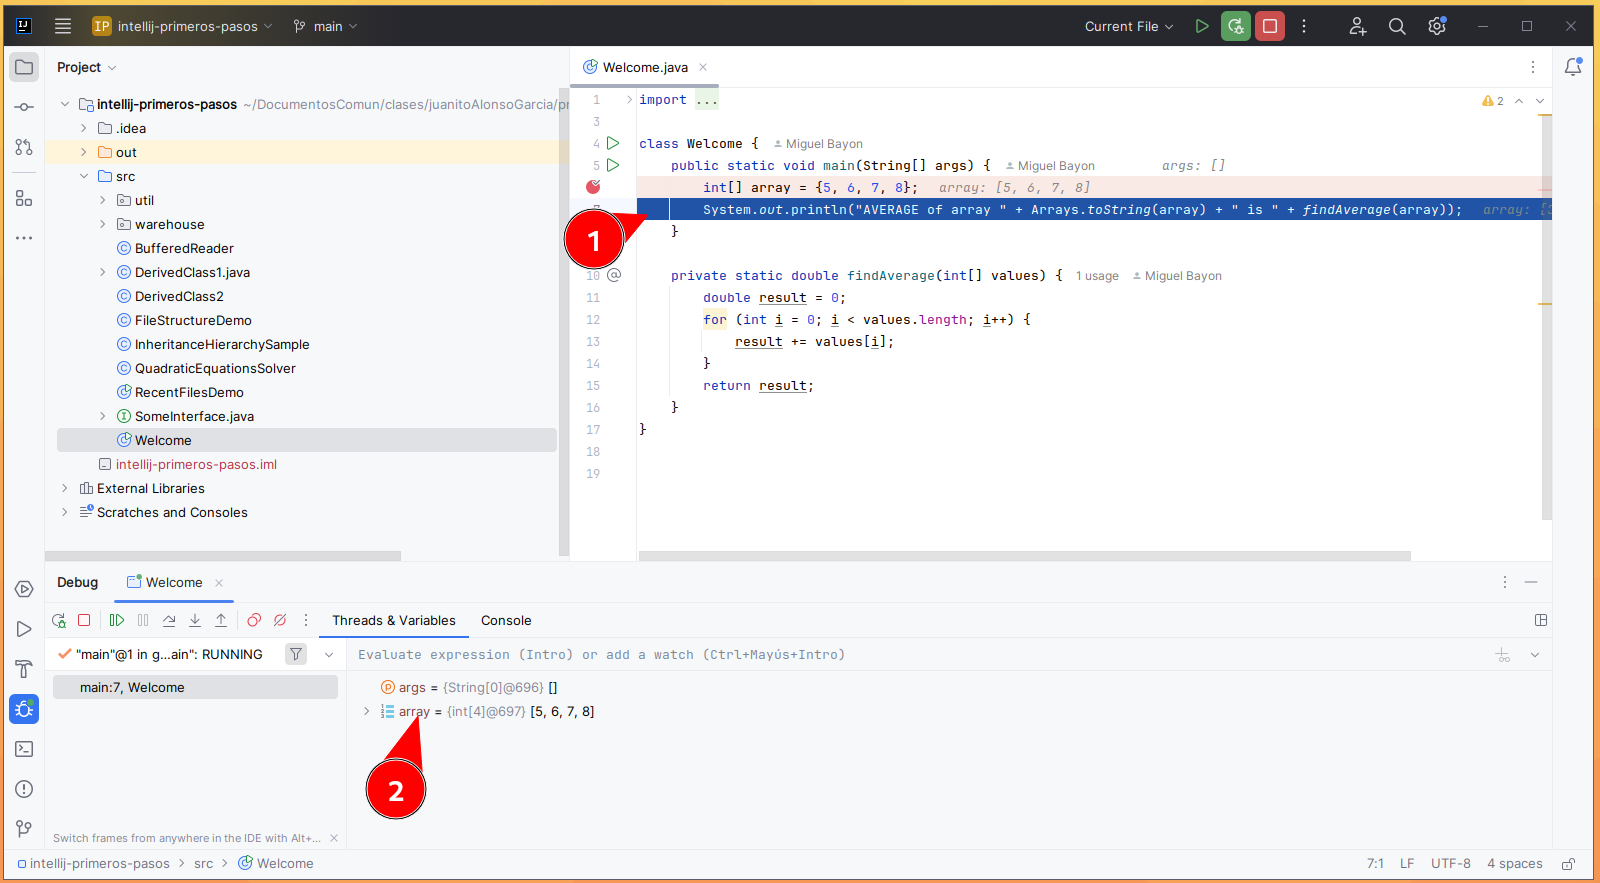 IJ IP intellij-primeros-pasos main Current File
Project
intellij-primeros-pasos ~/DocumentosComun/clases/juanitoAlonsoGarcia/pr
.idea
out
src
util
warehouse
BufferedReader
DerivedClass1.java
DerivedClass2
FileStructureDemo
InheritanceHierarchySample
QuadraticEquationsSolver
RecentFilesDemo
SomeInterface.java
Welcome
intellij-primeros-pasos.iml
External Libraries
Scratches and Consoles
Welcome.java
1 import ... 2
3
4 class Welcome { Miguel Bayon
5 public static void main(String[] args) { Miguel Bayon args: []
int[] array = {5, 6, 7, 8}; array: [5, 6, 7, 8]
System.out.println("AVERAGE of array " + Arrays.toString(array) + " is " + findAverage(array)); array: [5
1
}
10 @ private static double findAverage(int[] values) { 1 usage Miguel Bayon
11 double result = 0;
12 for (int i = 0; i < values.length; i++) {
13 result += values[i];
14 }
15 return result;
16 }
17 }
18
19
Debug Welcome
Threads & Variables Console
"main"@1 in g...ain": RUNNING
main:7, Welcome
Evaluate expression (Intro) or add a watch (Ctrl+Mayús+Intro)
args = {String[0]@696} []
array = {int[4]@697} [5, 6, 7, 8]
2
Switch frames from anywhere in the IDE with Alt+...
intellij-primeros-pasos > src > Welcome 7:1 LF UTF-8 4 spaces